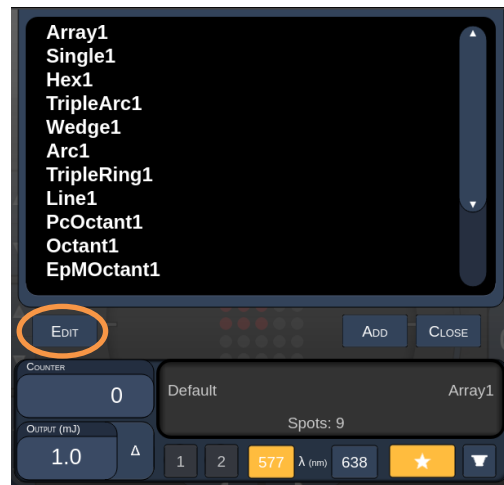 Array1
Single1
Hex1
TripleArc1
Wedge1
Arc1
TripleRing1
Line1
PcOctant1
Octant1
EpMOctant1
EDIT ADD CLOSE
COUNTER
0
Default Array1
Spots: 9
OUTPUT (mJ)
1.0 Δ
1 2 577 λ (nm) 638